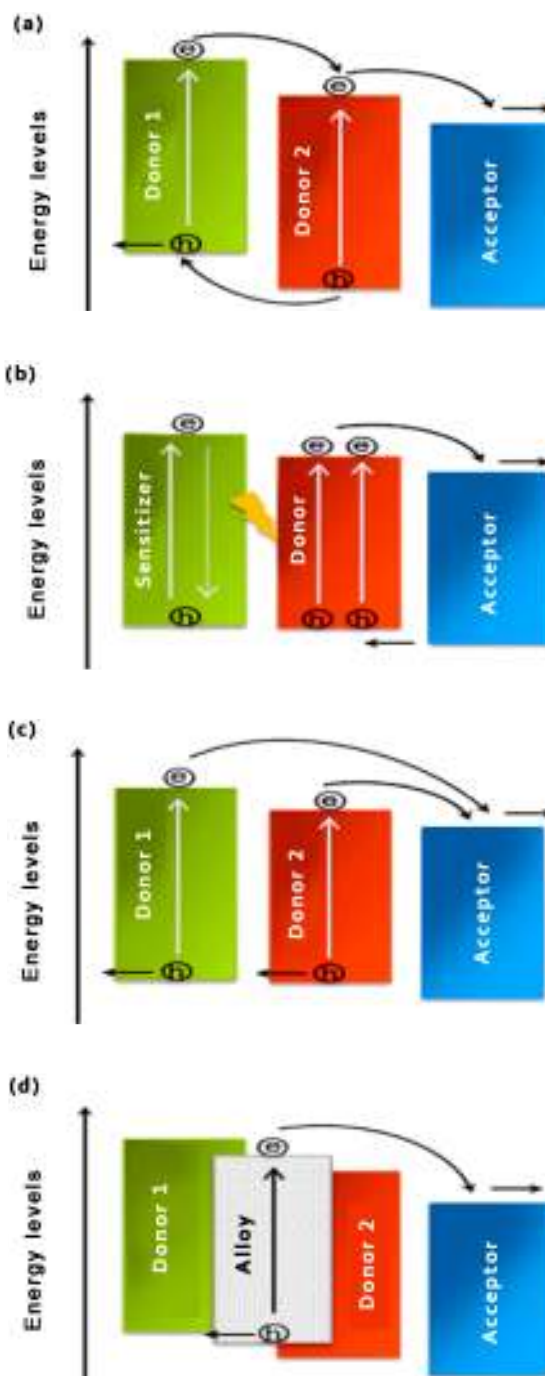 (a)
Energy levels
Donor 1
e
h
Donor 2
e
h
Acceptor
(b)
Energy levels
Sensitizer
e
h
Donor
e e
h h
Acceptor
(c)
Energy levels
Donor 1
e
h
Donor 2
e
h
Acceptor
(d)
Energy levels
Donor 1
Alloy
e
h
Donor 2
Acceptor